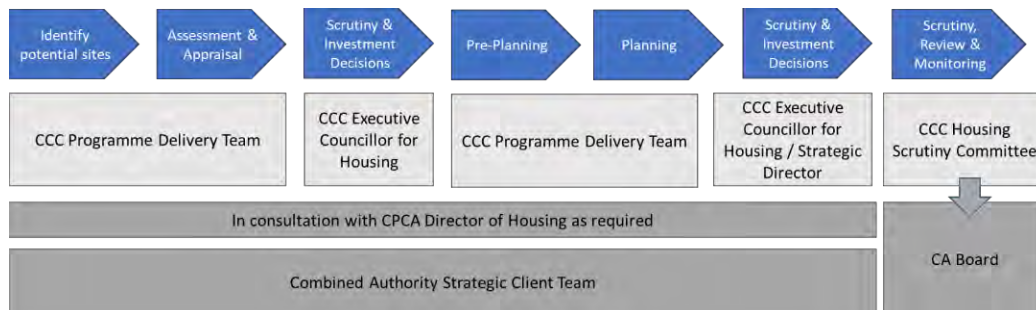 Identify
potential sites
Assessment &
Appraisal
Scrutiny &
Investment
Decisions
Pre-Planning
Planning
Scrutiny &
Investment
Decisions
Scrutiny,
Review &
Monitoring
CCC Programme Delivery Team
CCC Executive
Councillor for
Housing
CCC Programme Delivery Team
CCC Executive
Councillor for
Housing / Strategic
Director
CCC Housing
Scrutiny Committee
In consultation with CPCA Director of Housing as required
Combined Authority Strategic Client Team
CA Board